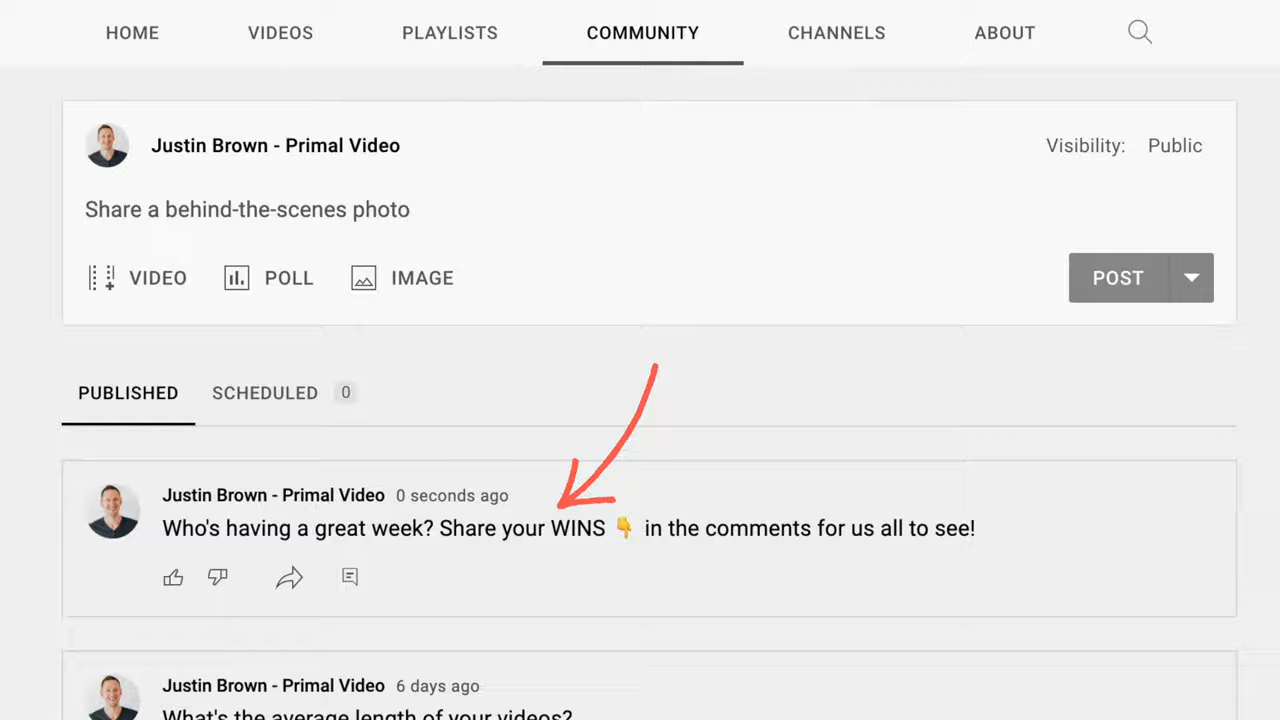 HOME VIDEOS PLAYLISTS COMMUNITY CHANNELS ABOUT
Justin Brown - Primal Video Visibility: Public
Share a behind-the-scenes photo
VIDEO POLL IMAGE POST
PUBLISHED SCHEDULED 0
Justin Brown - Primal Video 0 seconds ago
Who's having a great week? Share your WINS 👇 in the comments for us all to see!
Justin Brown - Primal Video 6 days ago
What's the average length of your videos?